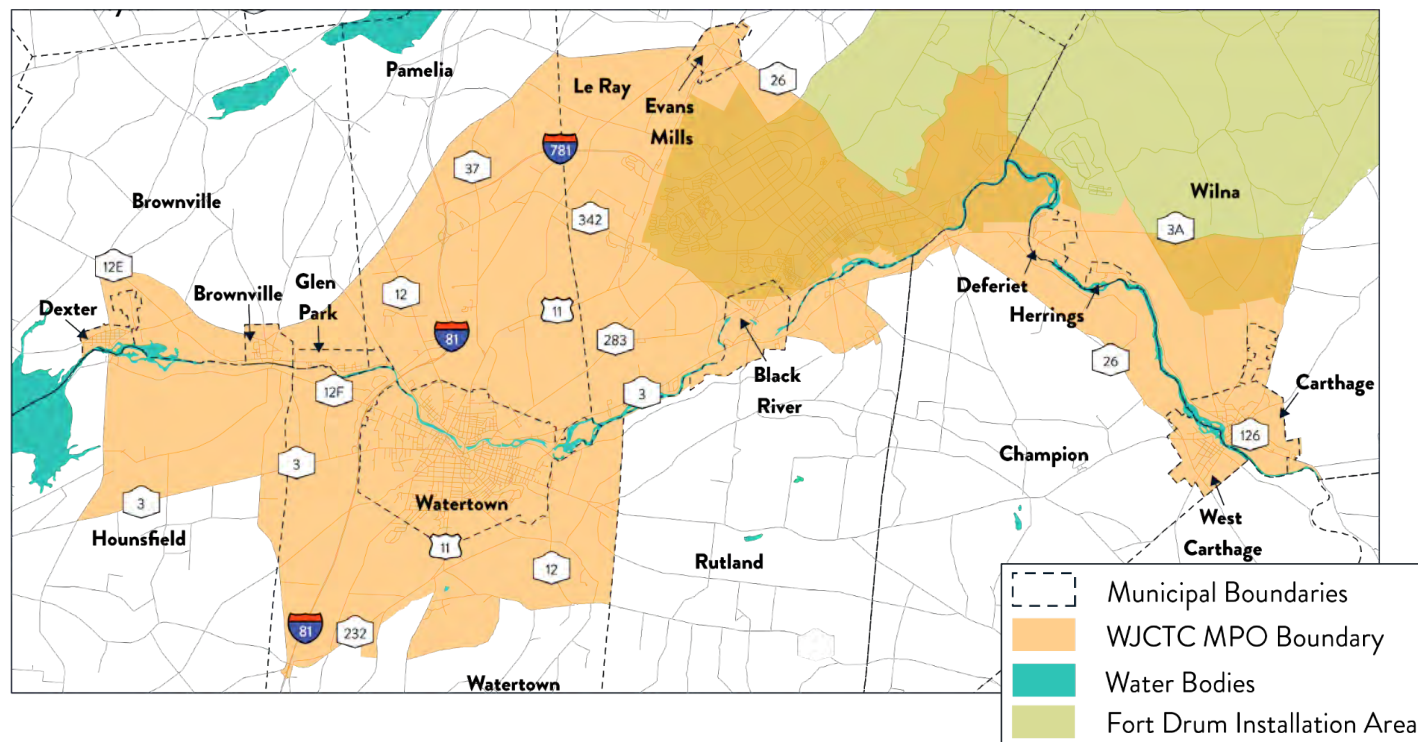 Pamelia
Le Ray
Evans
Mills
26
781
37
Brownville
342
Wilna
3A
12E
Glen
Park
Brownville
Dexter
12
11
81
283
Deferiet
Herrings
26
12F
3
Black
River
Carthage
126
Champion
3
Watertown
3
Hounsfield
11
12
Rutland
West
Carthage
81
232
Watertown
Municipal Boundaries
WJCTC MPO Boundary
Water Bodies
Fort Drum Installation Area